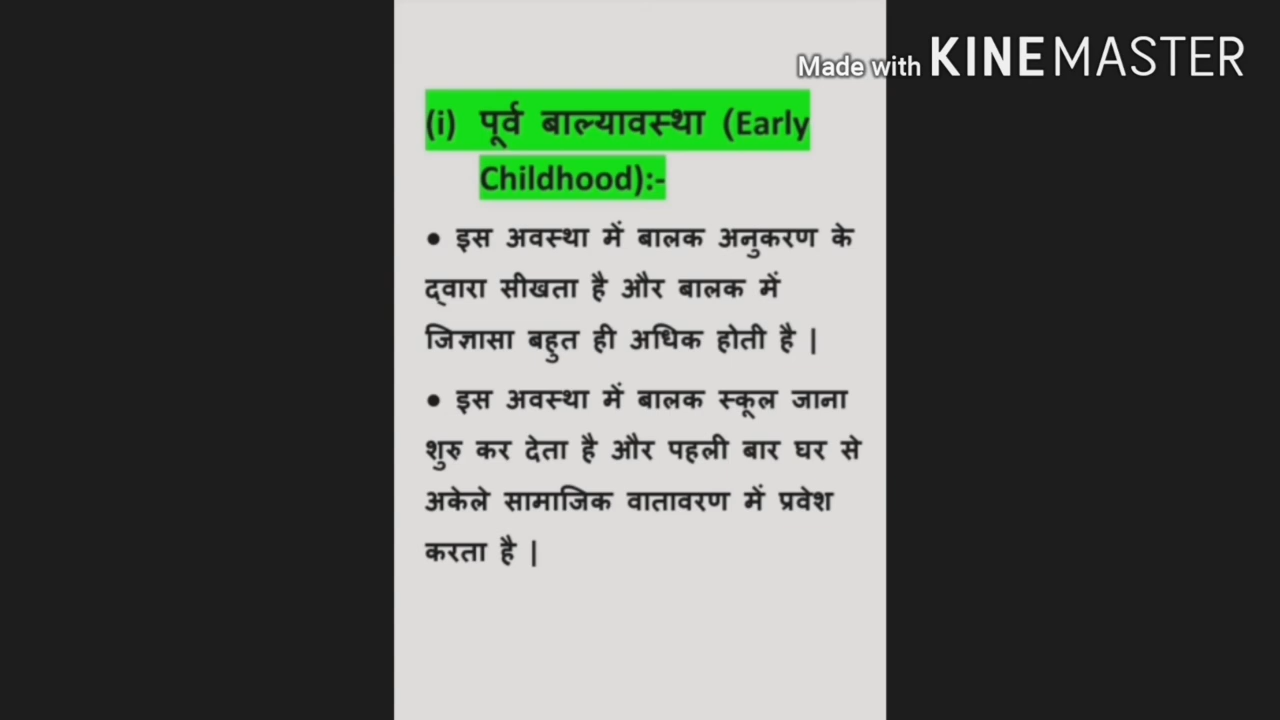 Made with KINEMASTER
(i) पूर्व बाल्यावस्था (Early
Childhood):-
● इस अवस्था में बालक अनुकरण के
द्वारा सीखता है और बालक में
जिज्ञासा बहुत ही अधिक होती है |
● इस अवस्था में बालक स्कूल जाना
शुरु कर देता है और पहली बार घर से
अकेले सामाजिक वातावरण में प्रवेश
करता है |